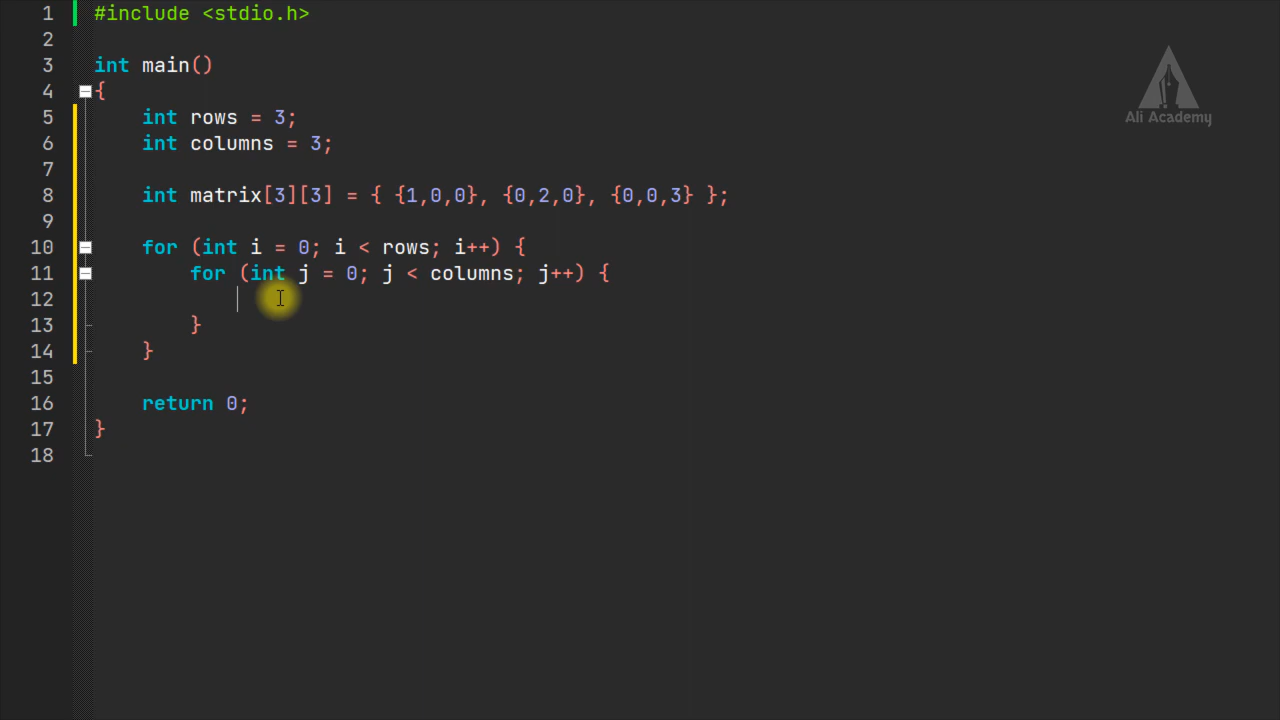 1 #include <stdio.h>
2
3 int main()
4 {
5 int rows = 3;
6 int columns = 3;
7
8 int matrix[3][3] = { {1,0,0}, {0,2,0}, {0,0,3} };
9
10 for (int i = 0; i < rows; i++) {
11 for (int j = 0; j < columns; j++) {
12
13 }
14 }
15
16 return 0;
17 }
18
Ali Academy